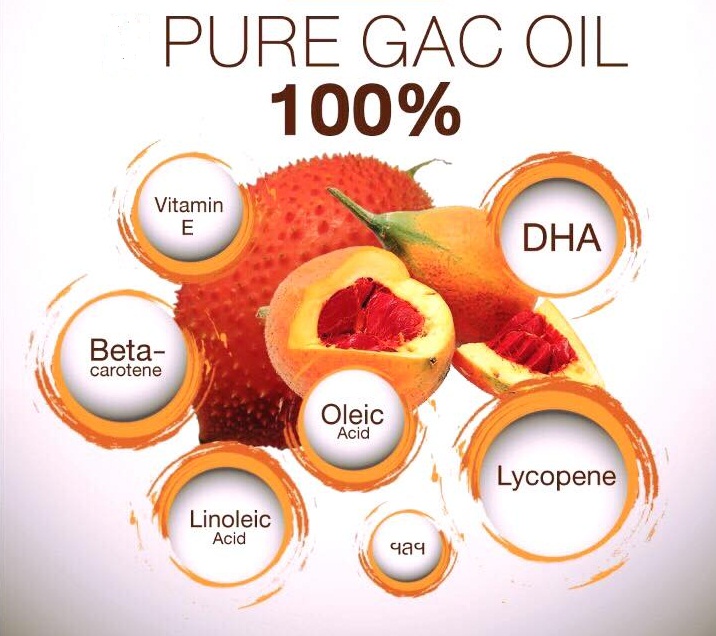 PURE GAC OIL
100%
Vitamin
E
DHA
Beta-
carotene
Oleic
Acid
Lycopene
Linoleic
Acid
ฯลฯ